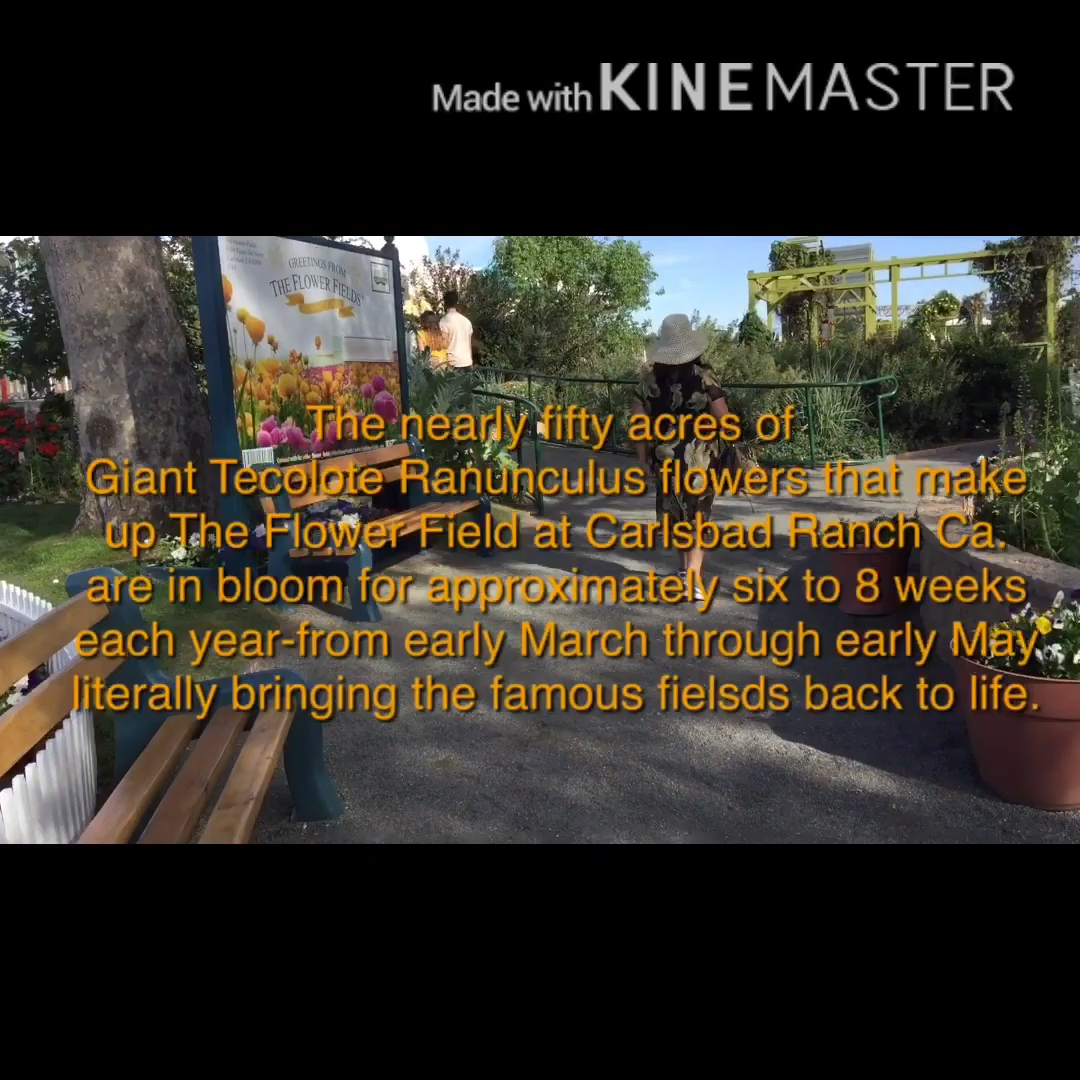 Made with KINEMASTER
GREETINGS FROM
THE FLOWER FIELDS
The nearly fifty acres of
Giant Tecolote Ranunculus flowers that make
up The Flower Field at Carlsbad Ranch Ca.
are in bloom for approximately six to 8 weeks
each year-from early March through early May
literally bringing the famous fielsds back to life.